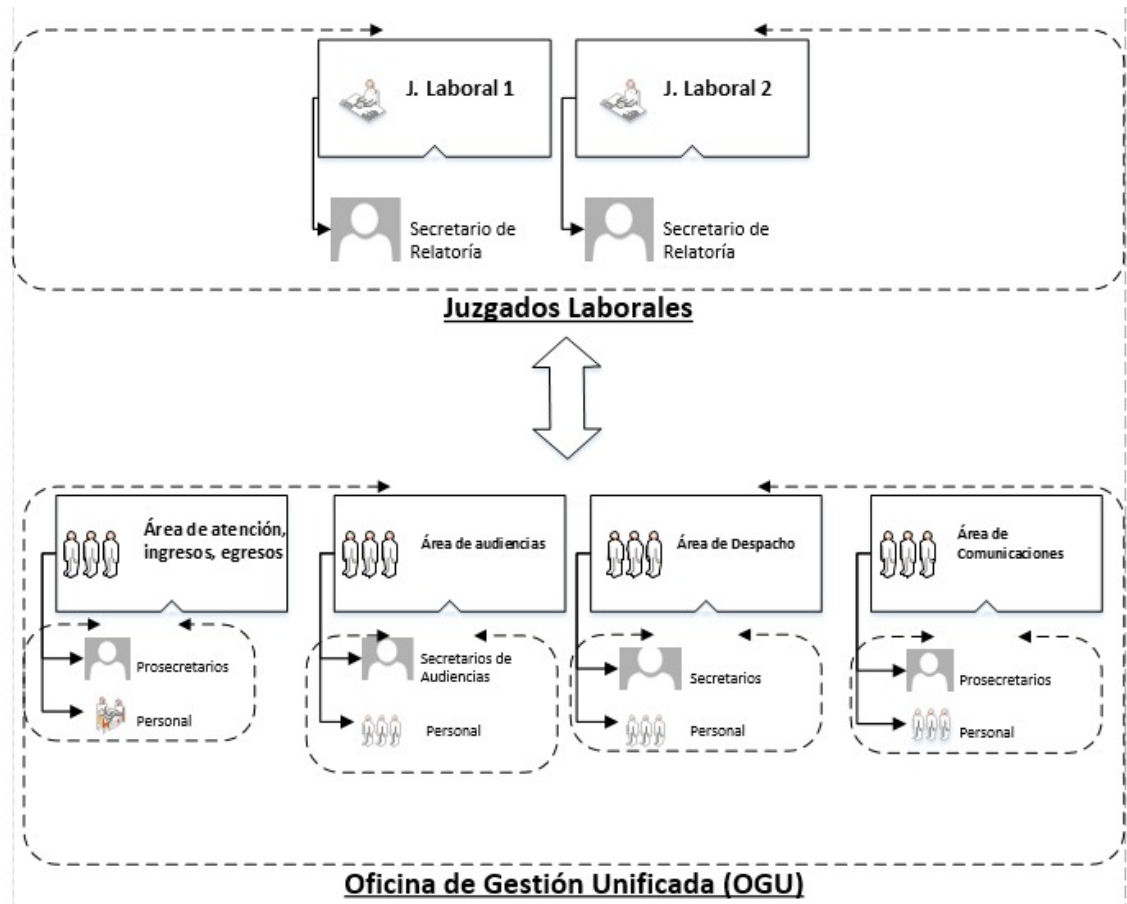 J. Laboral 1
J. Laboral 2
Secretario de
Relatoría
Secretario de
Relatoría
Juzgados Laborales
Área de atención,
ingresos, egresos
Área de audiencias
Área de Despacho
Área de
Comunicaciones
Prosecretarios
Personal
Secretarios de
Audiencias
Personal
Secretarios
Personal
Prosecretarios
Personal
Oficina de Gestión Unificada (OGU)